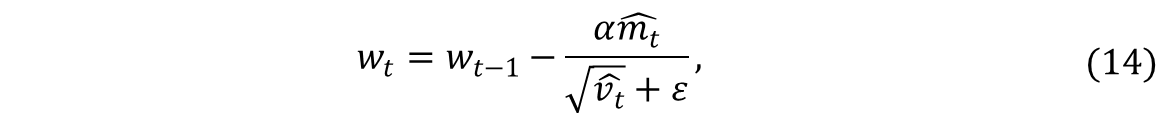 $w_t = w_{t-1} - \frac{\alpha \widehat{m_t}}{\sqrt{\widehat{v_t}} + \varepsilon},$ (14)